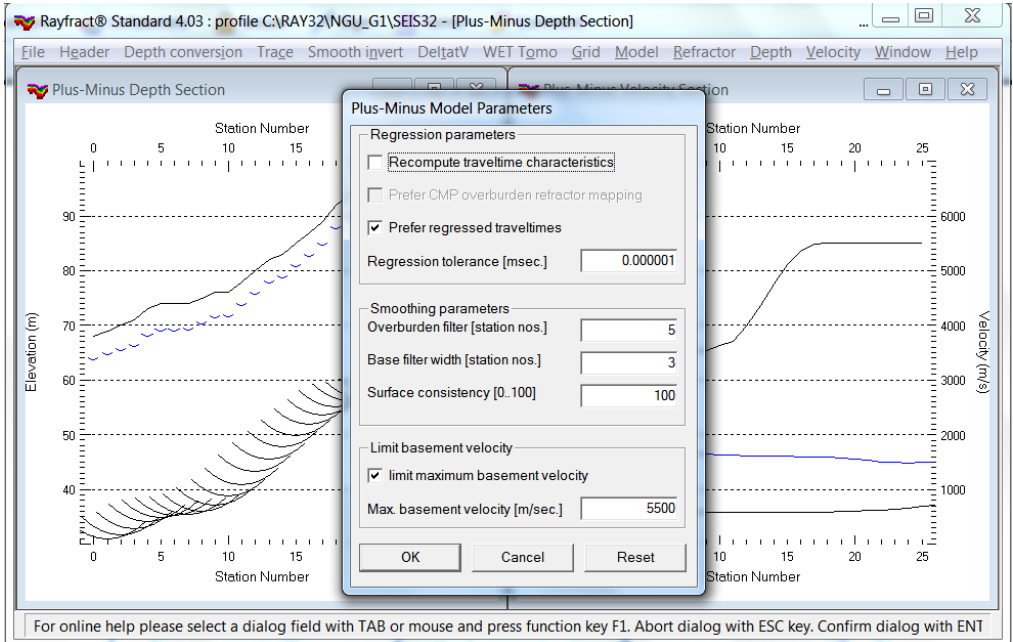 Rayfract® Standard 4.03 : profile C:\RAY32\NGU_G1\SEIS32 - [Plus-Minus Depth Section]
...
File Header Depth conversion Trace Smooth invert DeltatV WET Tomo Grid Model Refractor Depth Velocity Window Help
Plus-Minus Depth Section
Station Number
0 5 10 15
90
80
70
60
50
40
Elevation (m)
0 5 10 15
Station Number
Plus-Minus Model Parameters
Regression parameters
Recompute traveltime characteristics
Prefer CMP overburden refractor mapping
Prefer regressed traveltimes
Regression tolerance [msec.] 0.000001
Smoothing parameters
Overburden filter [station nos.] 5
Base filter width [station nos.] 3
Surface consistency [0..100] 100
Limit basement velocity
limit maximum basement velocity
Max. basement velocity [m/sec.] 5500
OK Cancel Reset
Plus-Minus Velocity Section
Station Number
10 15 20 25
6000
5000
4000
3000
2000
1000
Velocity (m/s)
10 15 20 25
Station Number
For online help please select a dialog field with TAB or mouse and press function key F1. Abort dialog with ESC key. Confirm dialog with ENT